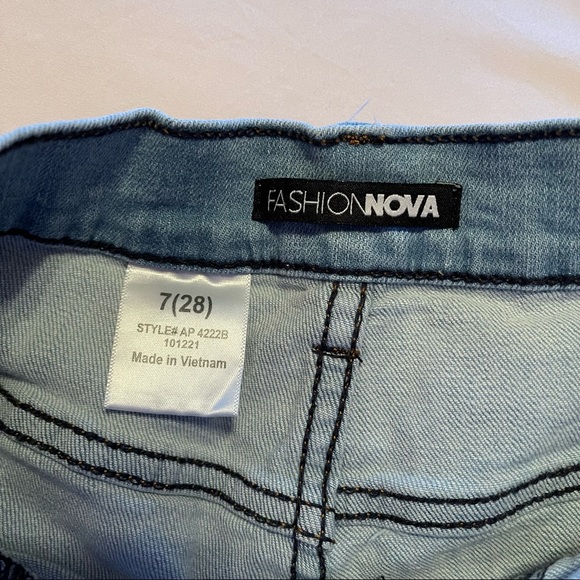 FASHIONNOVA
7(28)
STYLE# AP 4222B
101221
Made in Vietnam